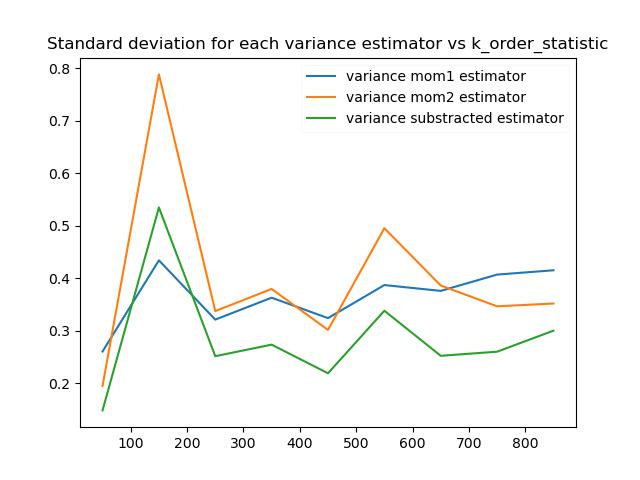 Standard deviation for each variance estimator vs k_order_statistic
variance mom1 estimator
variance mom2 estimator
variance substracted estimator
0.8
0.7
0.6
0.5
0.4
0.3
0.2
100 200 300 400 500 600 700 800